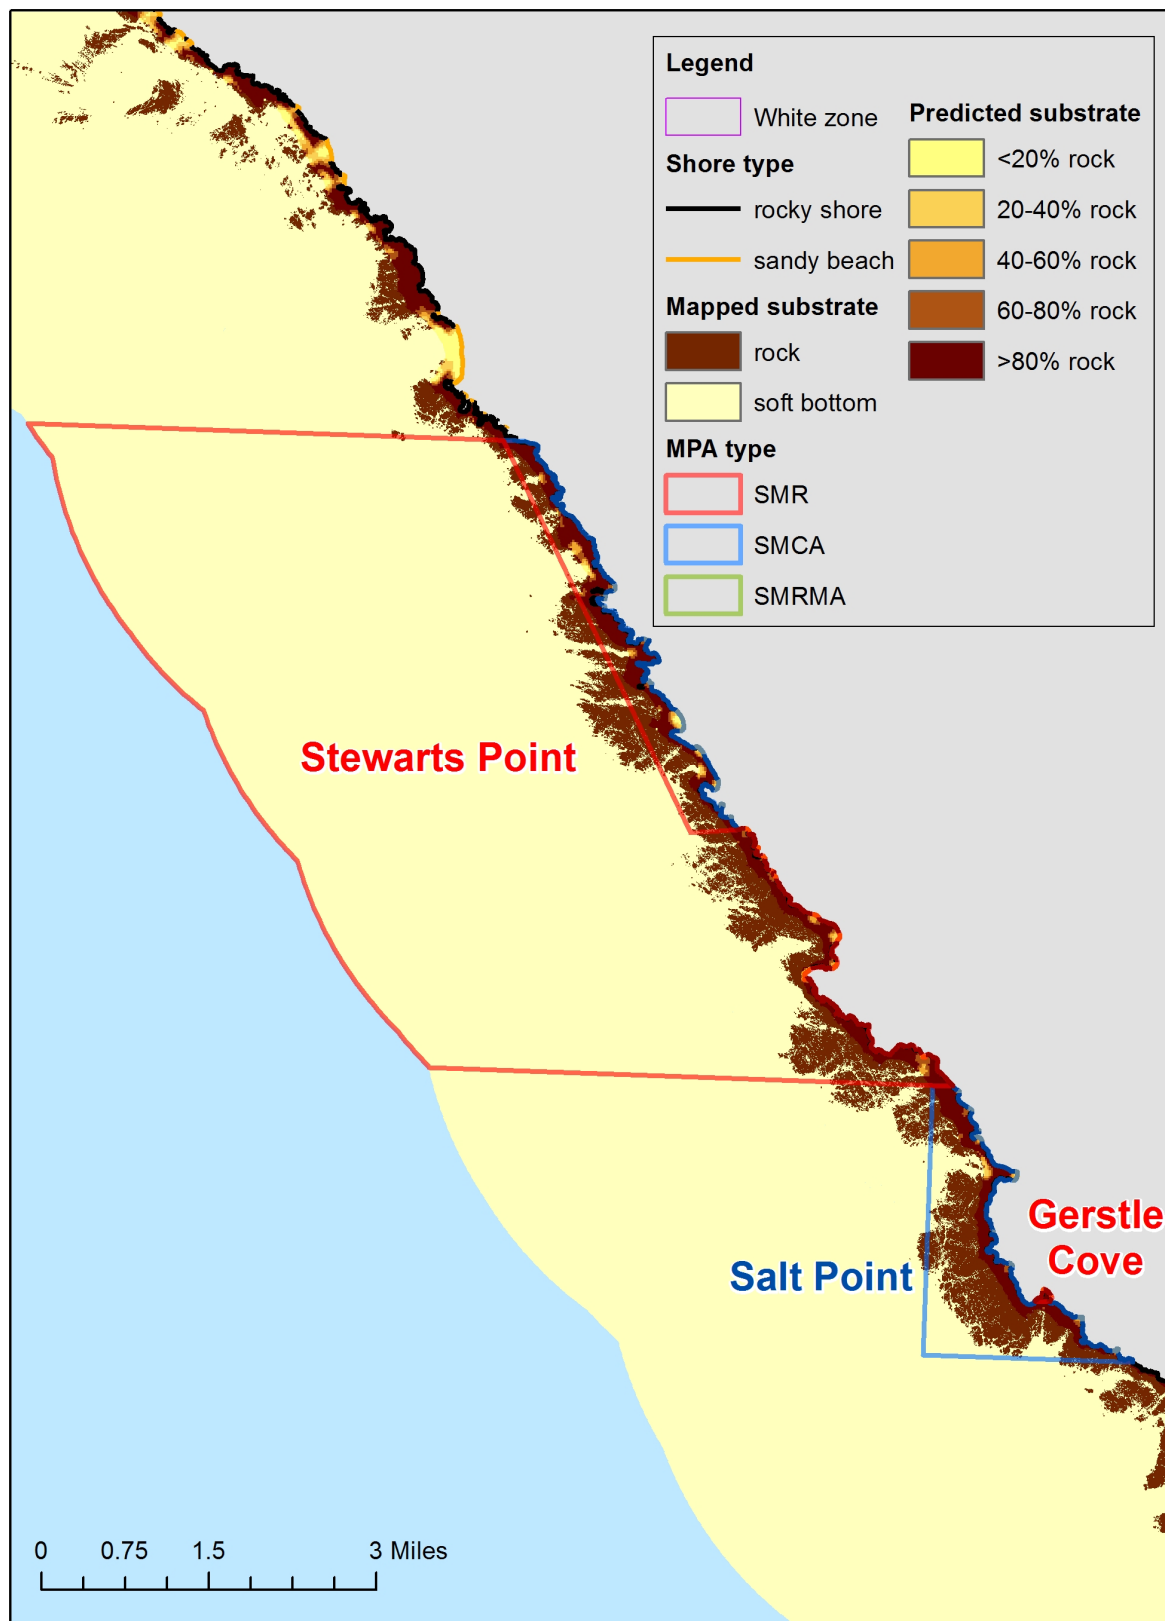 Legend
White zone
Shore type
rocky shore
sandy beach
Mapped substrate
rock
soft bottom
MPA type
SMR
SMCA
SMRMA
Predicted substrate
<20% rock
20-40% rock
40-60% rock
60-80% rock
>80% rock
Stewarts Point
Gerstle
Cove
Salt Point
0 0.75 1.5 3 Miles